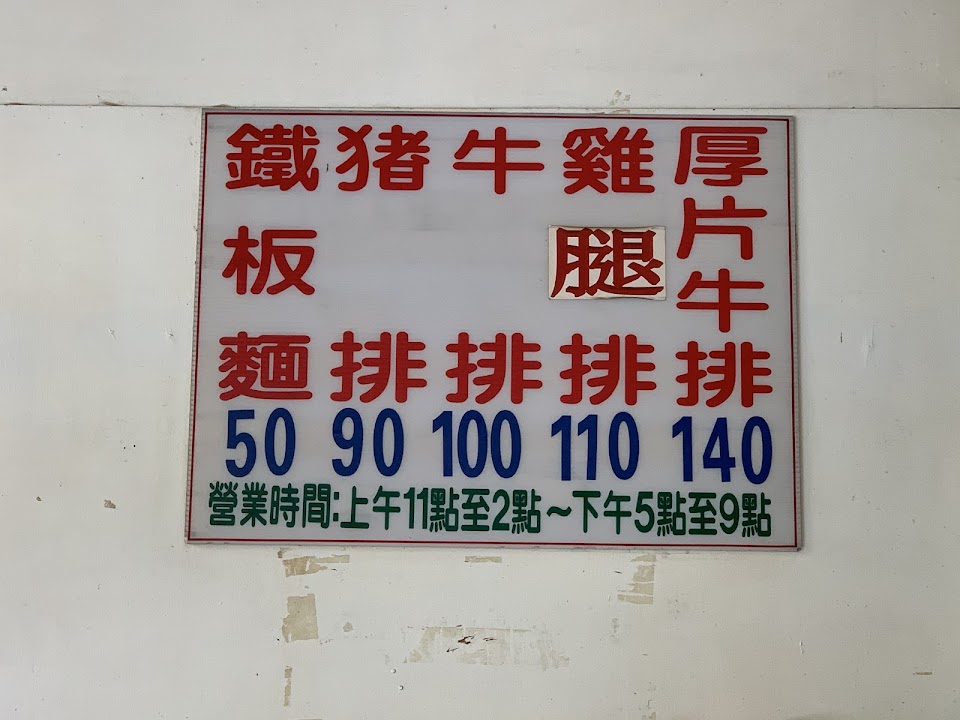 鐵板麵
50
猪排
90
牛排
100
雞腿排
110
厚片牛排
140
營業時間:上午11點至2點～下午5點至9點